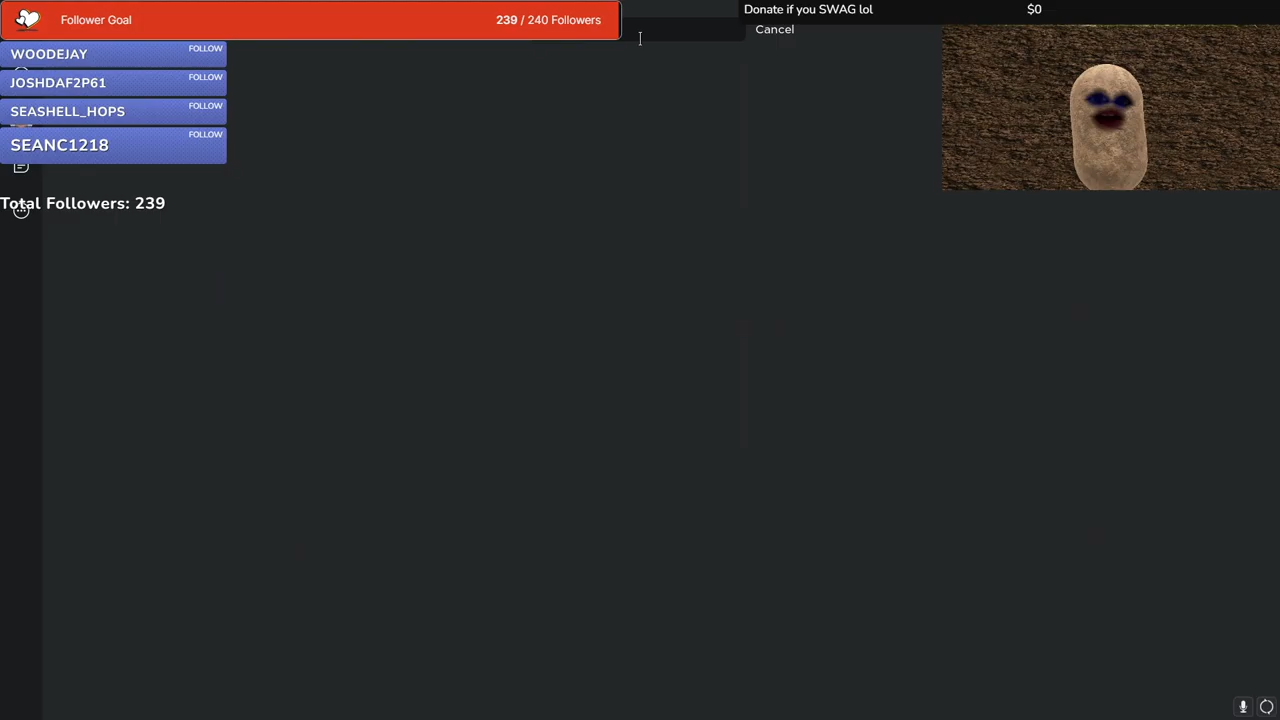 Follower Goal 239 / 240 Followers
Donate if you SWAG lol $0
Cancel
WOODEJAY FOLLOW
JOSHDAF2P61 FOLLOW
SEASHELL_HOPS FOLLOW
SEANC1218 FOLLOW
Total Followers: 239